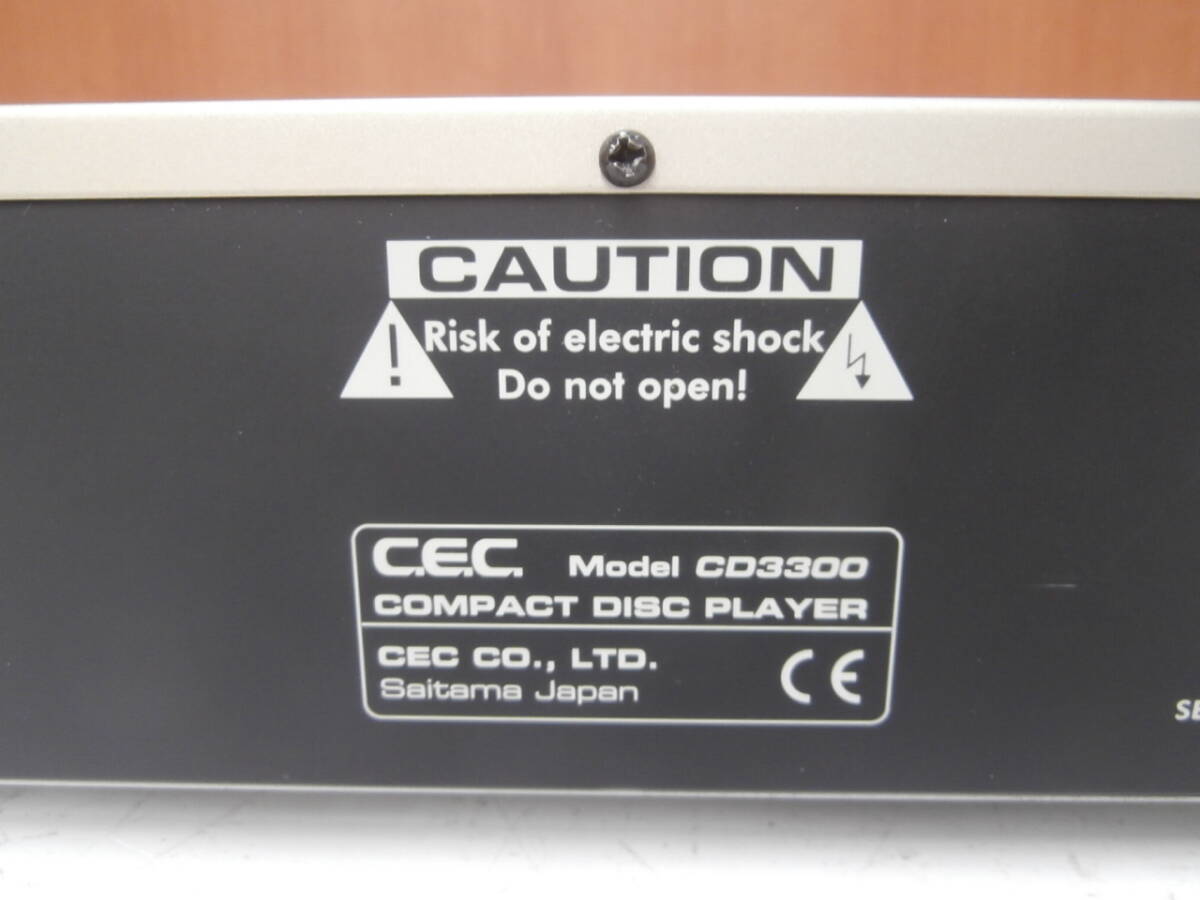 CAUTION
Risk of electric shock
Do not open!
C.E.C. Model CD3300
COMPACT DISC PLAYER
CEC CO., LTD.
Saitama Japan
CE